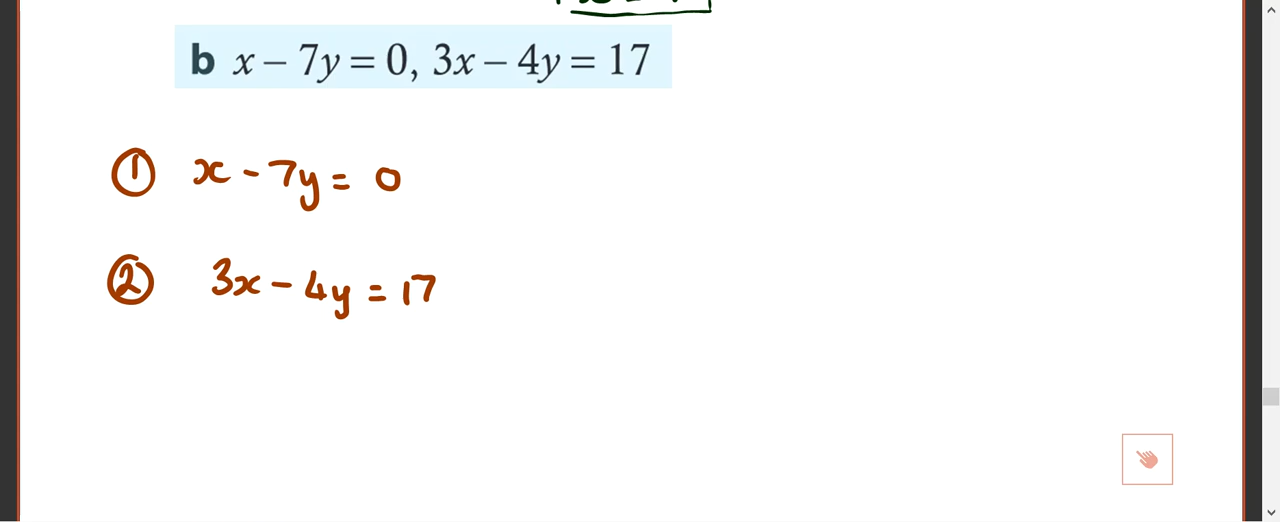 b x – 7y = 0, 3x – 4y = 17
① x - 7y = 0
② 3x - 4y = 17